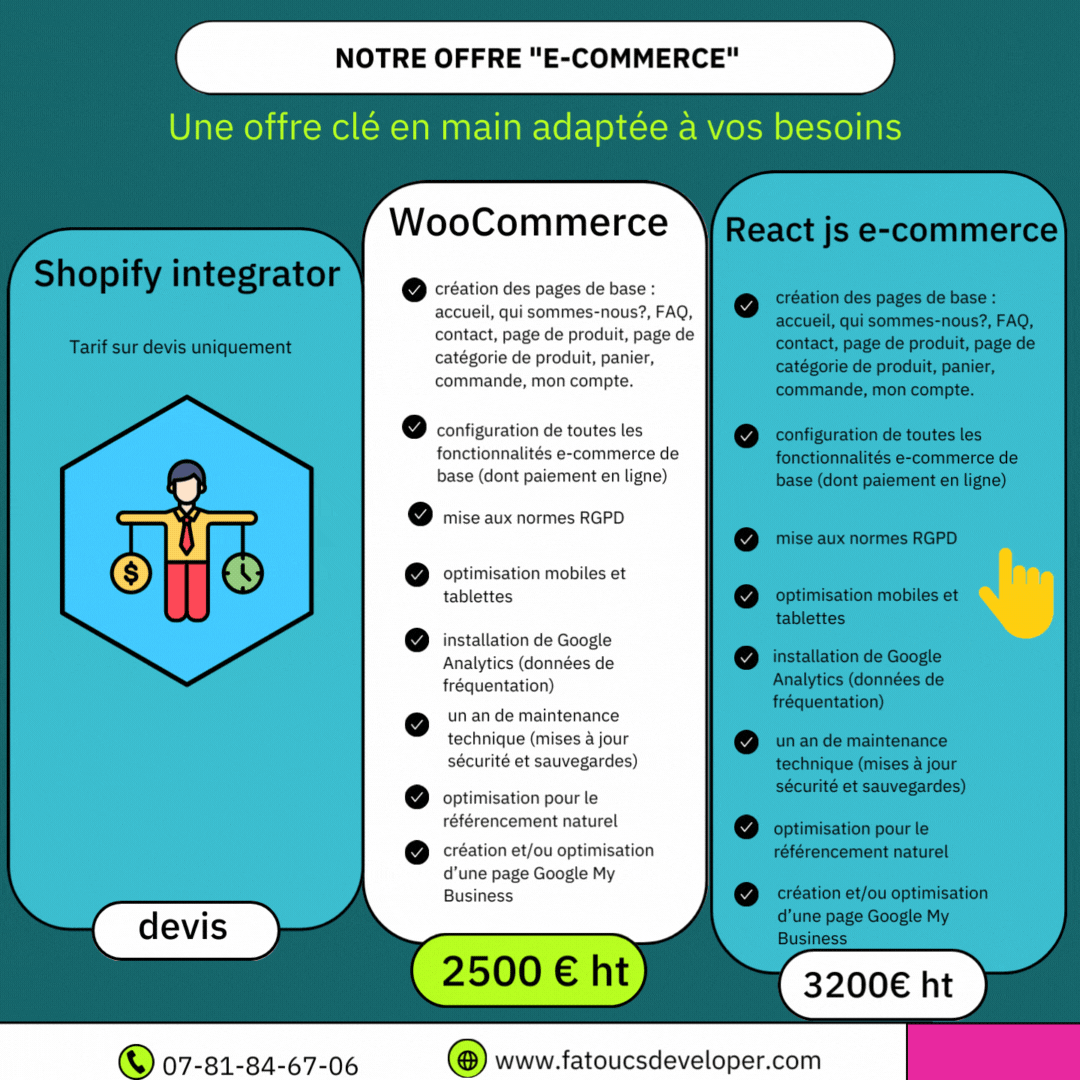 NOTRE OFFRE "E-COMMERCE"
Une offre clé en main adaptée à vos besoins
Shopify integrator
Tarif sur devis uniquement
$
devis
WooCommerce
création des pages de base :
accueil, qui sommes-nous?, FAQ,
contact, page de produit, page de
catégorie de produit, panier,
commande, mon compte.
configuration de toutes les
fonctionnalités e-commerce de
base (dont paiement en ligne)
mise aux normes RGPD
optimisation mobiles et
tablettes
installation de Google
Analytics (données de
fréquentation)
un an de maintenance
technique (mises à jour
sécurité et sauvegardes)
optimisation pour le
référencement naturel
création et/ou optimisation
d’une page Google My
Business
2500 € ht
React js e-commerce
création des pages de base :
accueil, qui sommes-nous?, FAQ,
contact, page de produit, page de
catégorie de produit, panier,
commande, mon compte.
configuration de toutes les
fonctionnalités e-commerce de
base (dont paiement en ligne)
mise aux normes RGPD
optimisation mobiles et
tablettes
installation de Google
Analytics (données de
fréquentation)
un an de maintenance
technique (mises à jour
sécurité et sauvegardes)
optimisation pour le
référencement naturel
création et/ou optimisation
d’une page Google My
Business
3200€ ht
07-81-84-67-06
www.fatoucsdeveloper.com